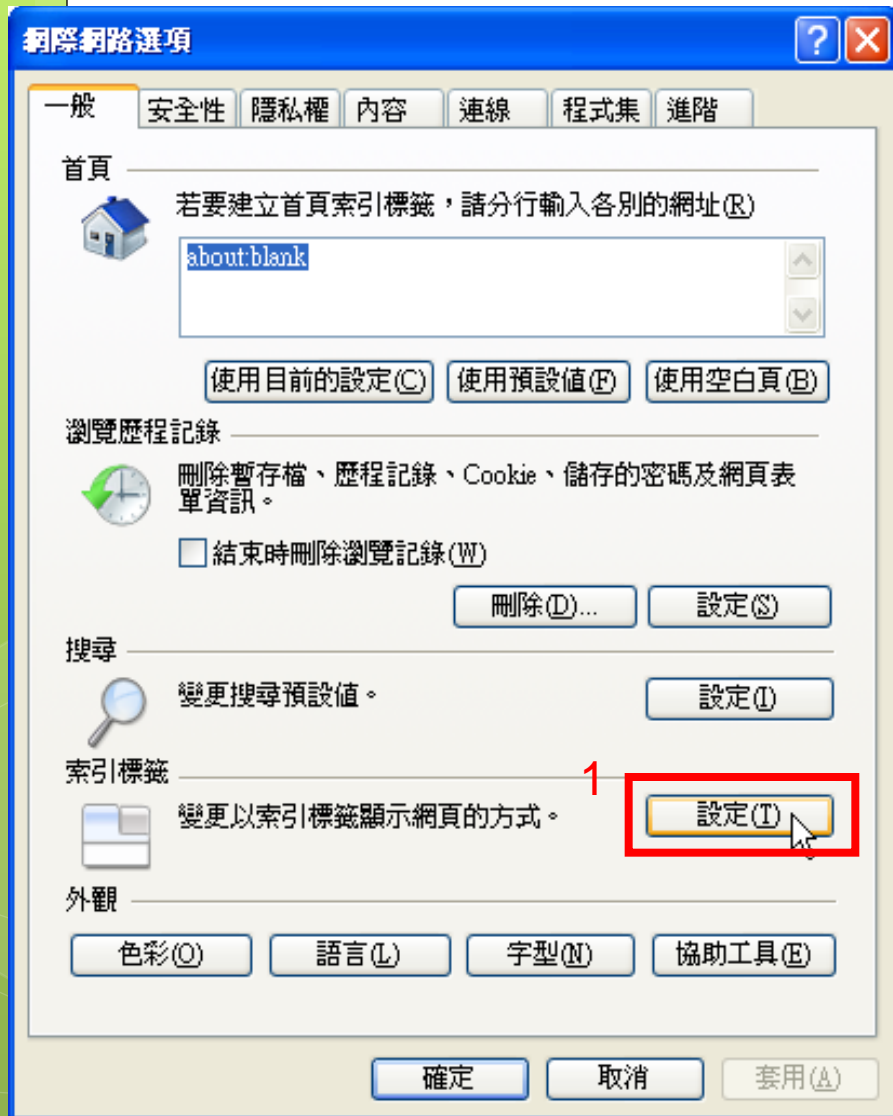 網際網路選項
一般 安全性 隱私權 內容 連線 程式集 進階
首頁
若要建立首頁索引標籤，請分行輸入各別的網址(R)
about:blank
使用目前的設定(C) 使用預設值(F) 使用空白頁(B)
瀏覽歷程記錄
刪除暫存檔、歷程記錄、Cookie、儲存的密碼及網頁表
單資訊。
結束時刪除瀏覽記錄(W)
刪除(D)... 設定(S)
搜尋
變更搜尋預設值。 設定(I)
索引標籤
1
變更以索引標籤顯示網頁的方式。 設定(T)
外觀
色彩(O) 語言(L) 字型(N) 協助工具(E)
確定 取消 套用(A)